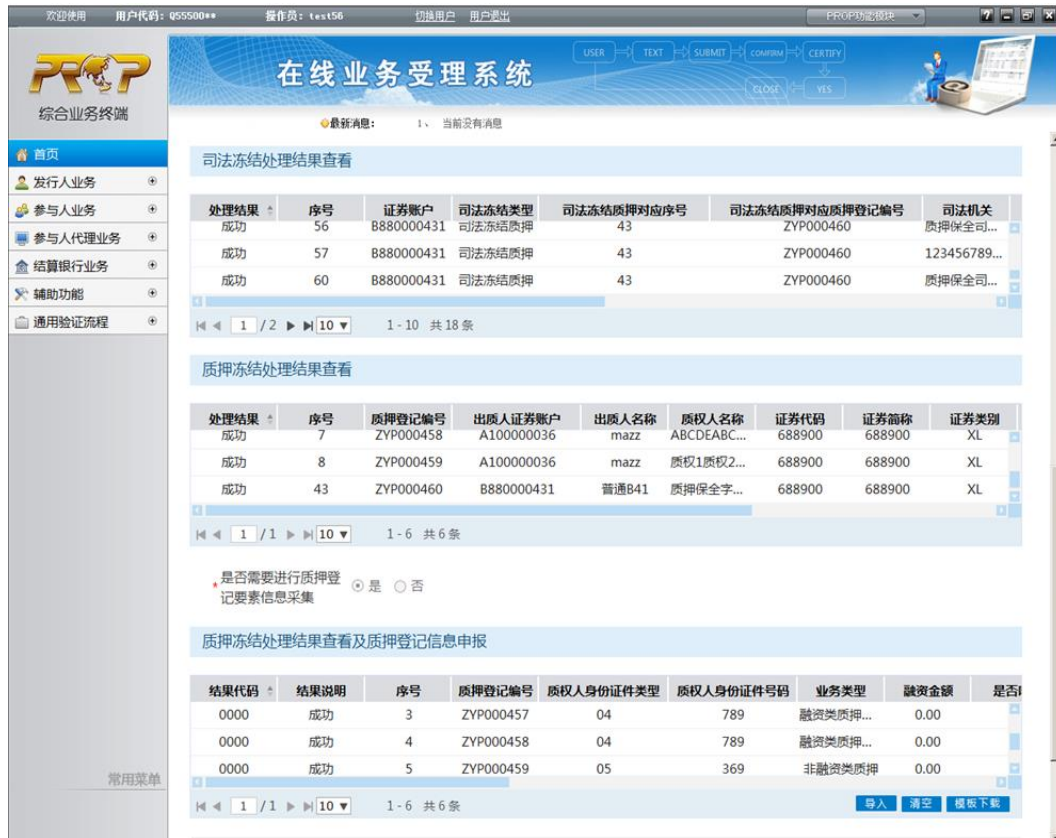 欢迎使用 用户代码：Q55500** 操作员：test56 切换用户 用户退出 PROP功能模块
PROP
综合业务终端
在线业务受理系统
USER TEXT SUBMIT COMFIRM CERTIFY
CLOSE YES
最新消息： 1、 当前没有消息
首页
发行人业务
参与人业务
参与人代理业务
结算银行业务
辅助功能
通用验证流程
常用菜单
司法冻结处理结果查看
处理结果 序号 证券账户 司法冻结类型 司法冻结质押对应序号 司法冻结质押对应质押登记编号 司法机关
成功 56 B880000431 司法冻结质押 43 ZYP000460 质押保全司...
成功 57 B880000431 司法冻结质押 43 ZYP000460 123456789...
成功 60 B880000431 司法冻结质押 43 ZYP000460 质押保全司...
1 / 2 10 1 - 10 共 18 条
质押冻结处理结果查看
处理结果 序号 质押登记编号 出质人证券账户 出质人名称 质权人名称 证券代码 证券简称 证券类别
成功 7 ZYP000458 A100000036 mazz ABCDEABC... 688900 688900 XL
成功 8 ZYP000459 A100000036 mazz 质权1质权2... 688900 688900 XL
成功 43 ZYP000460 B880000431 普通B41 质押保全字... 688900 688900 XL
1 / 1 10 1 - 6 共 6 条
*是否需要进行质押登
记要素信息采集 是 否
质押冻结处理结果查看及质押登记信息申报
结果代码 结果说明 序号 质押登记编号 质权人身份证件类型 质权人身份证件号码 业务类型 融资金额 是否
0000 成功 3 ZYP000457 04 789 融资类质押... 0.00
0000 成功 4 ZYP000458 04 789 融资类质押... 0.00
0000 成功 5 ZYP000459 05 369 非融资类质押 0.00
1 / 1 10 1 - 6 共 6 条 导入 清空 模板下载